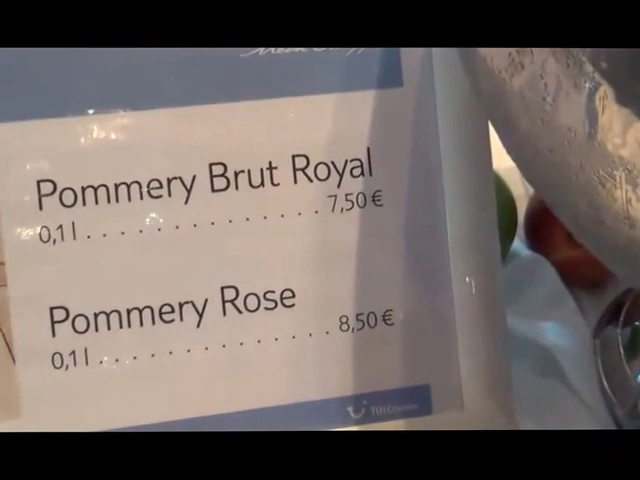 Pommery Brut Royal
0,1 l . . . . . . . . . . . . . . 7,50 €
Pommery Rose
0,1 l . . . . . . . . . . . . . . 8,50 €